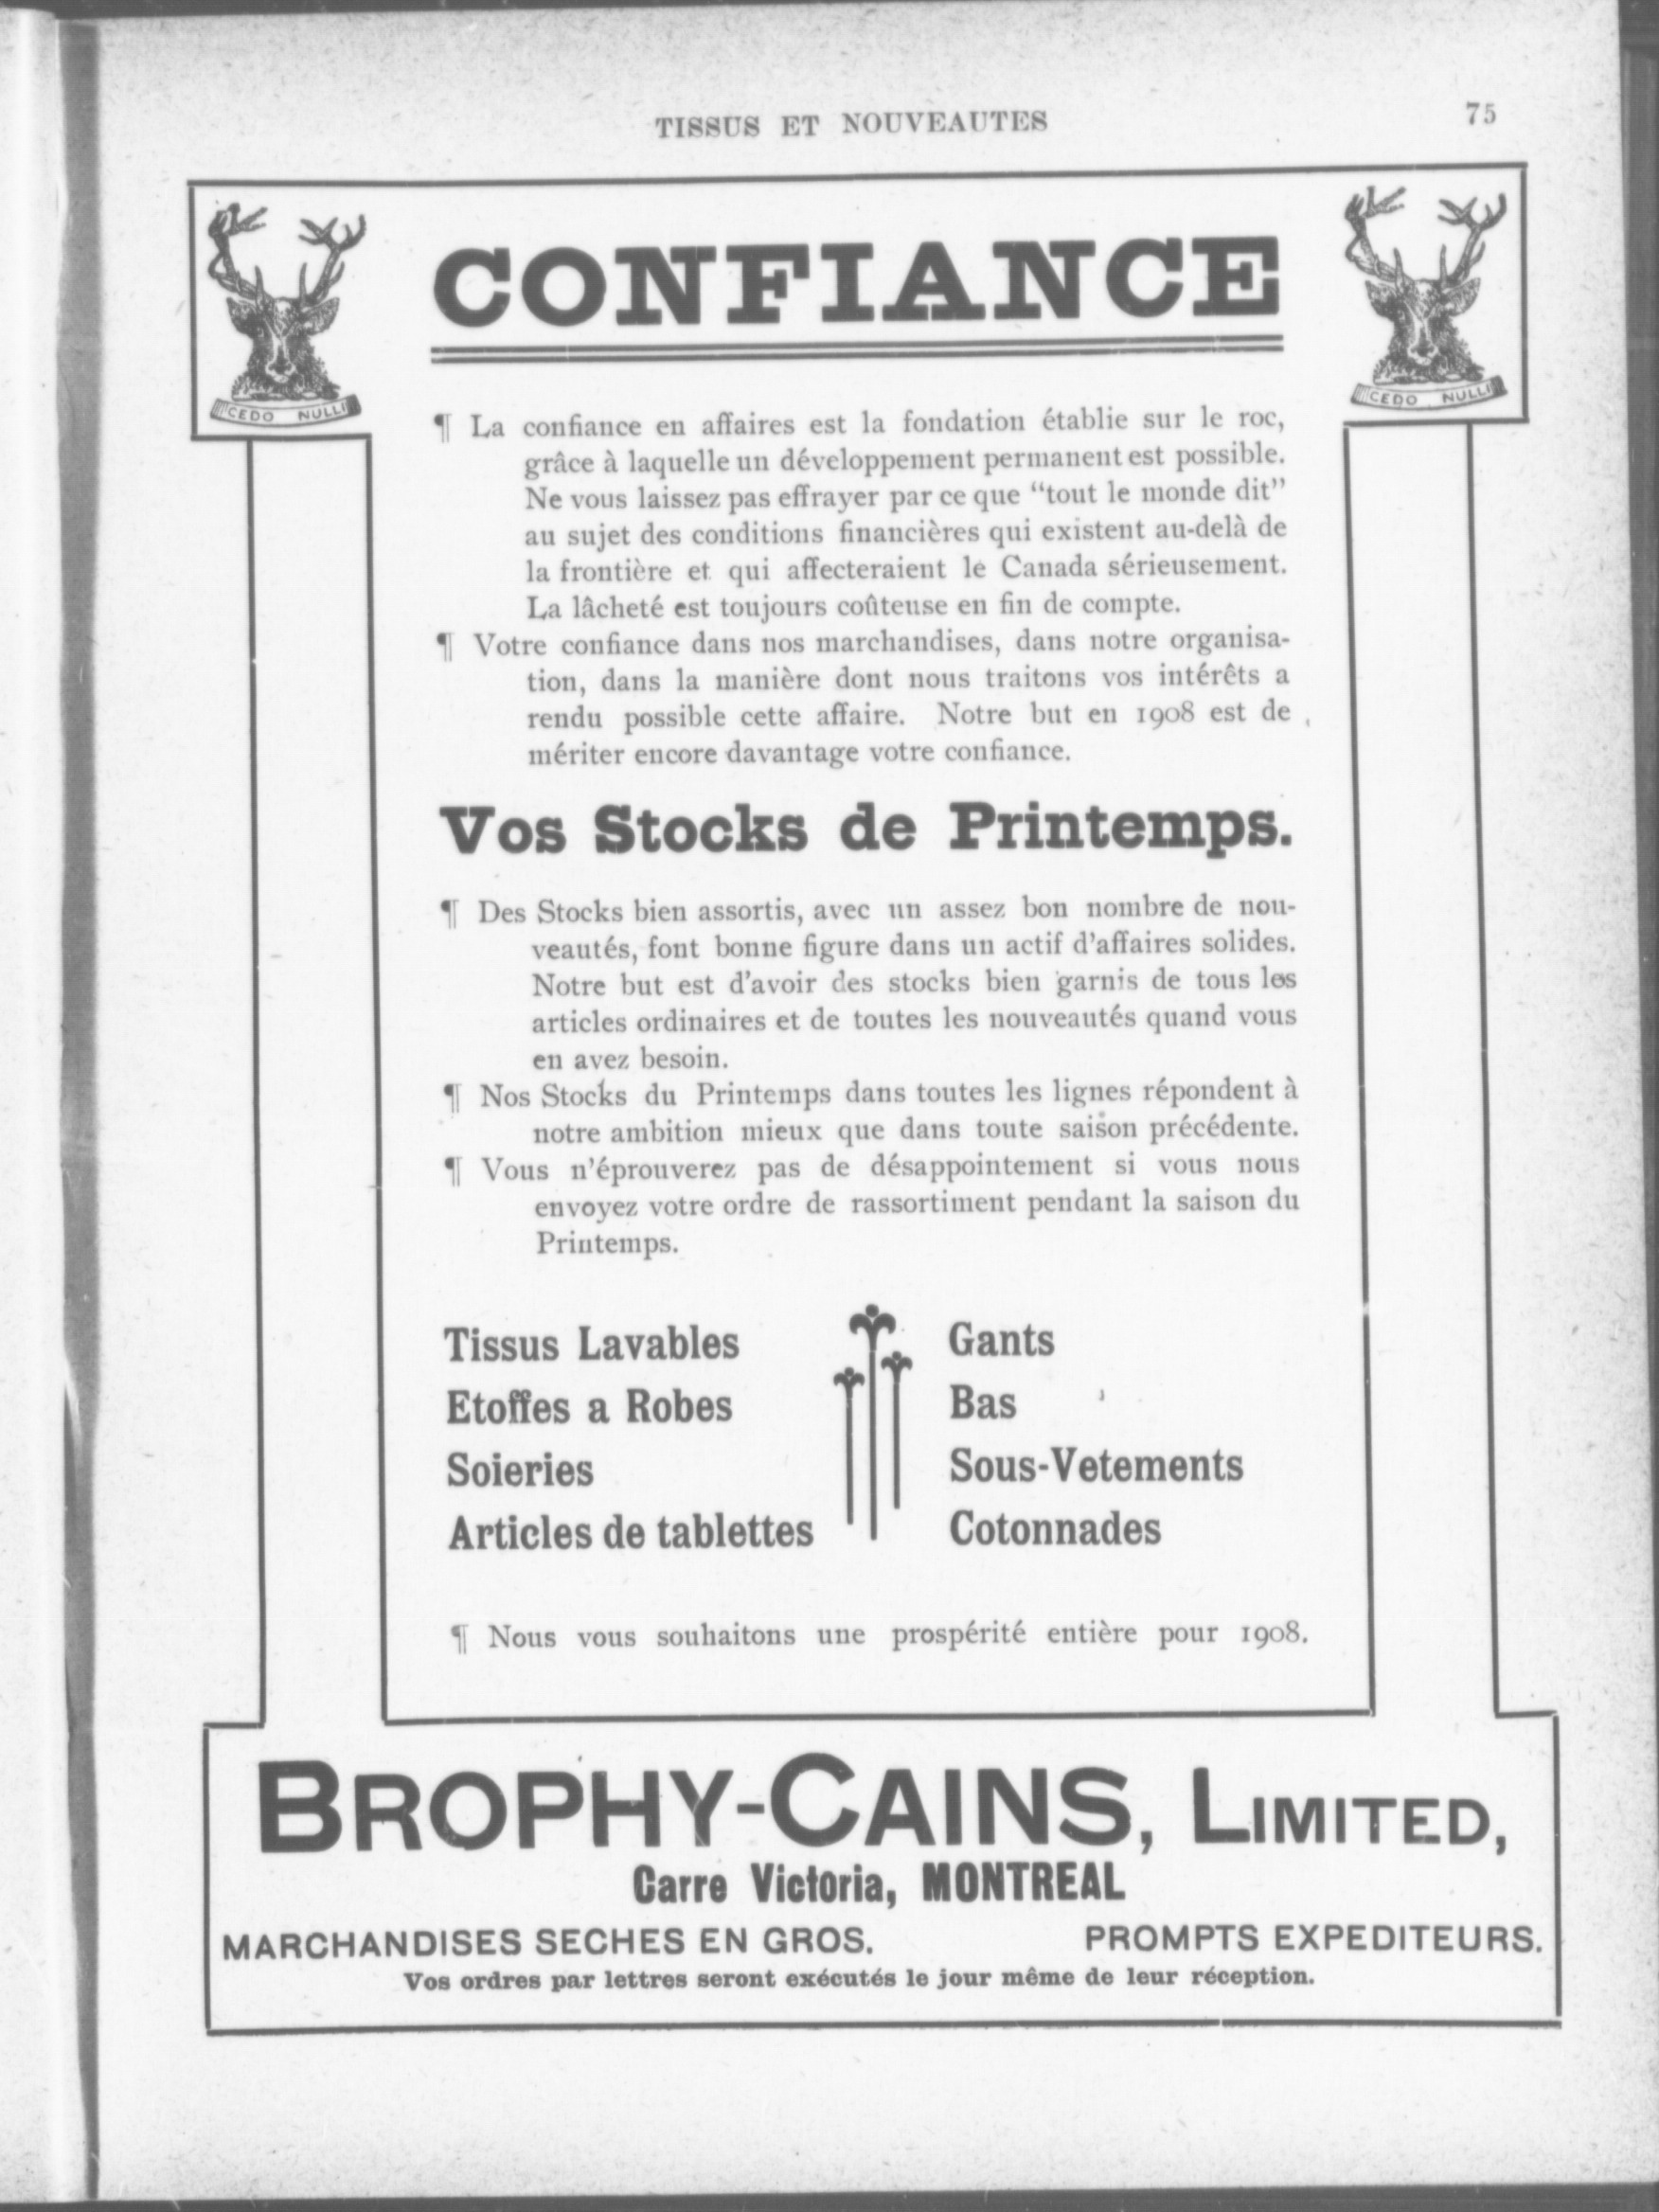 TISSUS ET NOUVEAUTES
75
CONFIANCE
CEDO NULLI
CEDO NULLI
¶ La confiance en affaires est la fondation établie sur le roc,
grâce à laquelle un développement permanent est possible.
Ne vous laissez pas effrayer par ce que “tout le monde dit”
au sujet des conditions financières qui existent au-delà de
la frontière et qui affecteraient le Canada sérieusement.
La lâcheté est toujours coûteuse en fin de compte.
¶ Votre confiance dans nos marchandises, dans notre organisa-
tion, dans la manière dont nous traitons vos intérêts a
rendu possible cette affaire. Notre but en 1908 est de
mériter encore davantage votre confiance.
Vos Stocks de Printemps.
¶ Des Stocks bien assortis, avec un assez bon nombre de nou-
veautés, font bonne figure dans un actif d'affaires solides.
Notre but est d'avoir des stocks bien garnis de tous les
articles ordinaires et de toutes les nouveautés quand vous
en avez besoin.
¶ Nos Stocks du Printemps dans toutes les lignes répondent à
notre ambition mieux que dans toute saison précédente.
¶ Vous n'éprouverez pas de désappointement si vous nous
envoyez votre ordre de rassortiment pendant la saison du
Printemps.
Tissus Lavables
Etoffes a Robes
Soieries
Articles de tablettes
Gants
Bas
Sous-Vetements
Cotonnades
¶ Nous vous souhaitons une prospérité entière pour 1908.
BROPHY-CAINS, LIMITED,
Carre Victoria, MONTREAL
MARCHANDISES SECHES EN GROS. PROMPTS EXPEDITEURS.
Vos ordres par lettres seront exécutés le jour même de leur réception.